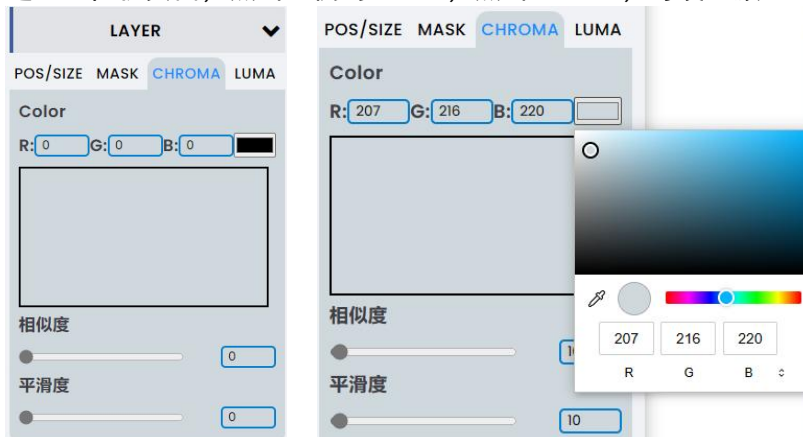 LAYER
POS/SIZE MASK CHROMA LUMA
Color
R: 0 G: 0 B: 0
相似度
0
平滑度
0
POS/SIZE MASK CHROMA LUMA
Color
R: 207 G: 216 B: 220
相似度
平滑度
10
207 216 220
R G B